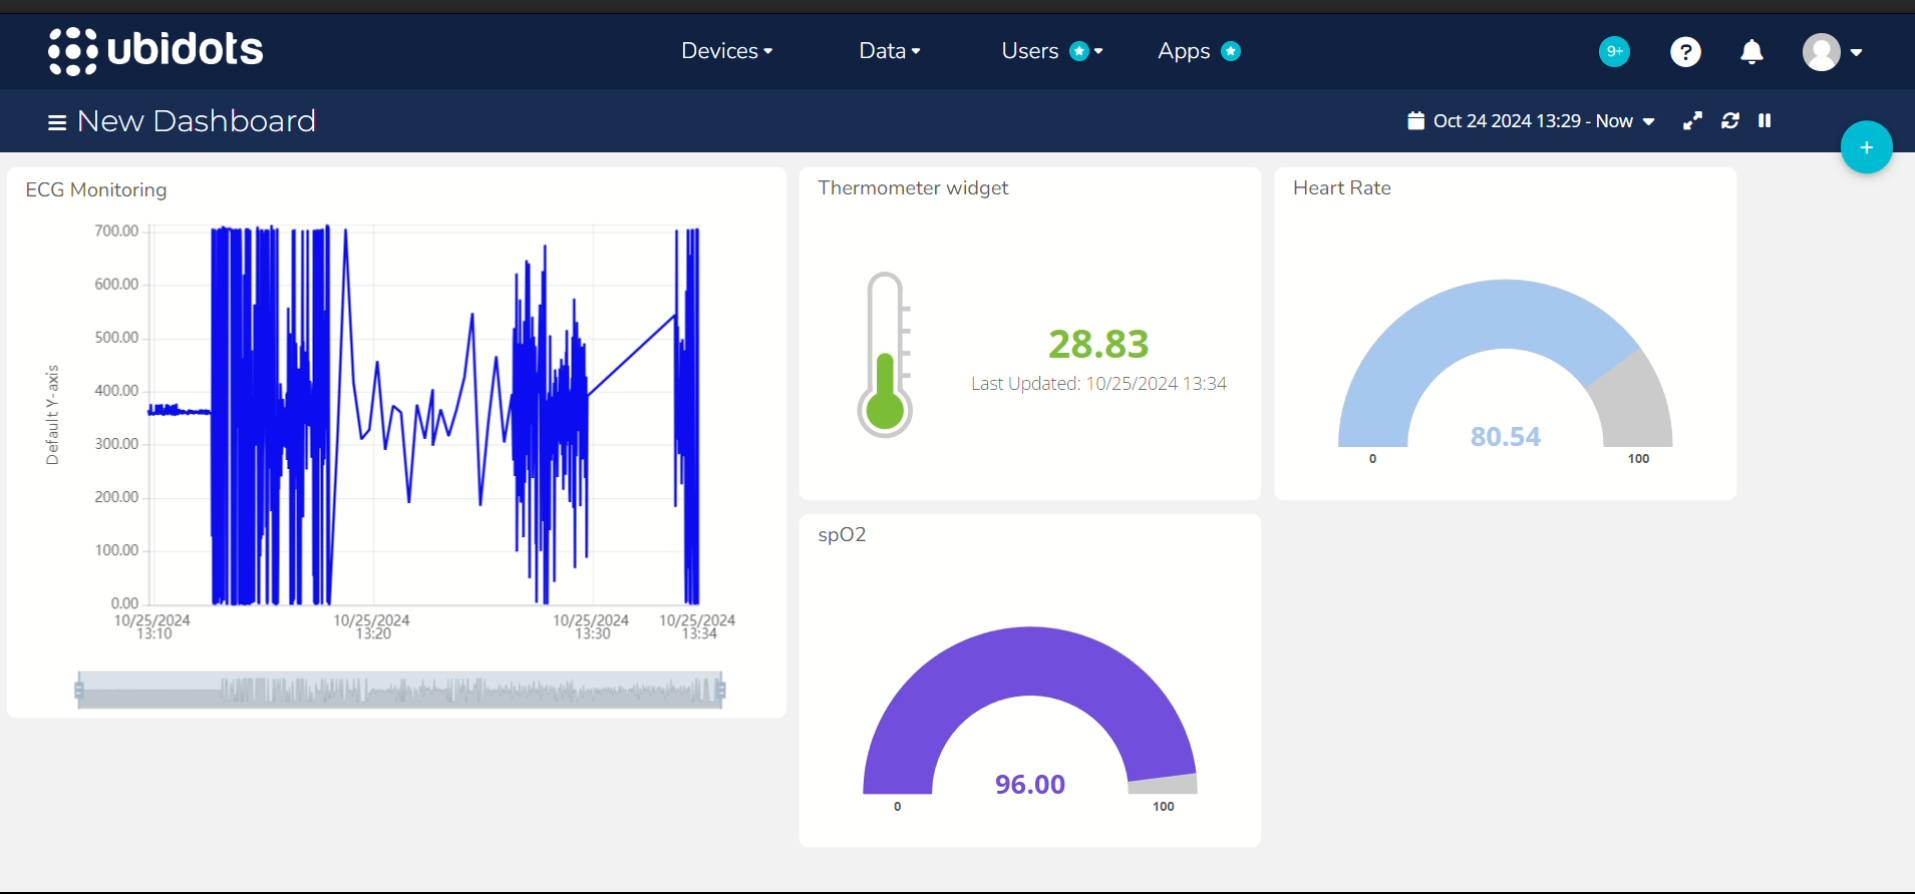 ubidots
Devices
Data
Users
Apps
9+
?
New Dashboard
Oct 24 2024 13:29 - Now
+
ECG Monitoring
700.00
600.00
500.00
400.00
300.00
200.00
100.00
0.00
Default Y-axis
10/25/2024
13:10
10/25/2024
13:20
10/25/2024
13:30
10/25/2024
13:34
Thermometer widget
28.83
Last Updated: 10/25/2024 13:34
Heart Rate
80.54
0
100
spO2
96.00
0
100